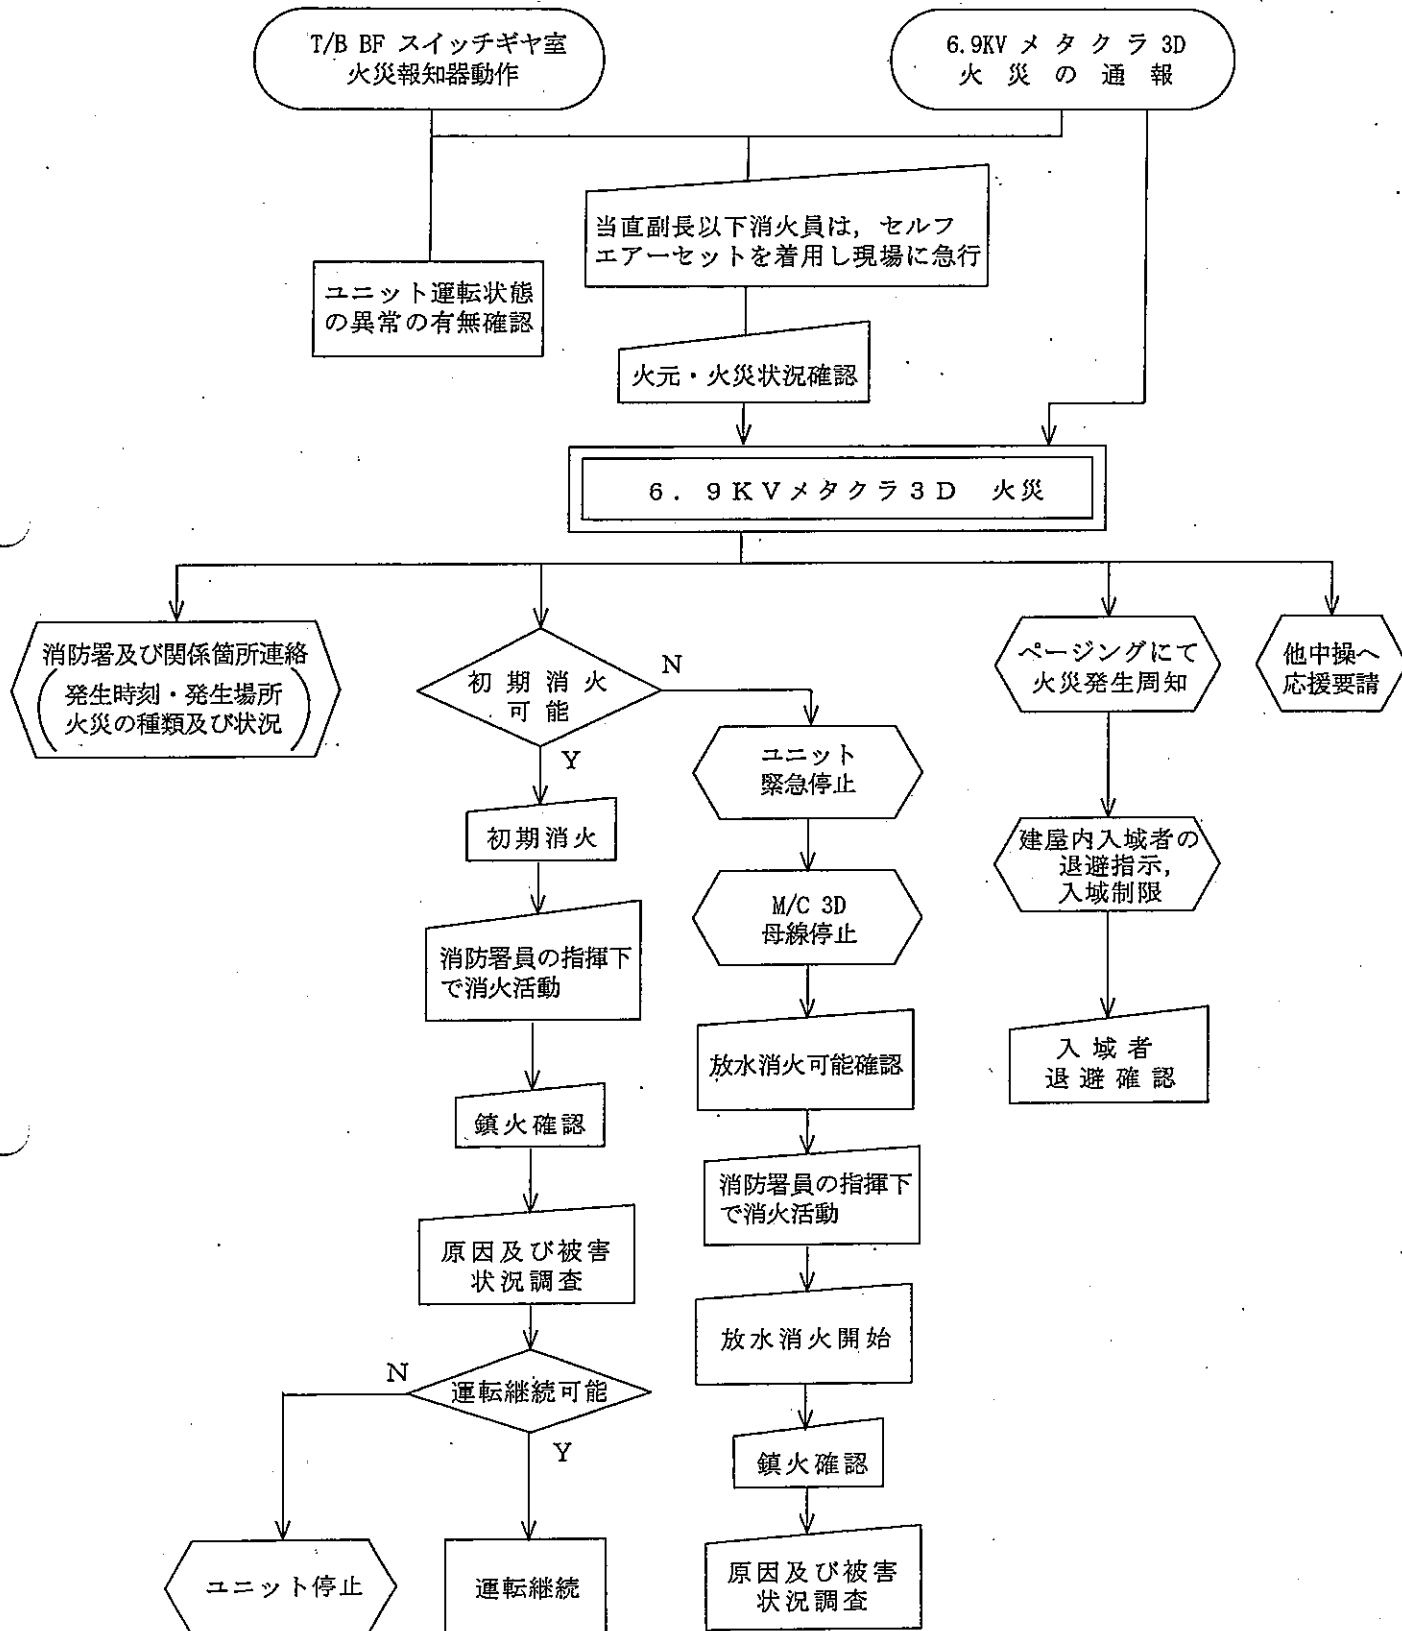 T/B BF スイッチギヤ室
火災報知器動作
6.9KV メタクラ 3D
火災の通報
当直副長以下消火員は，セルフ
エアーセットを着用し現場に急行
ユニット運転状態
の異常の有無確認
火元・火災状況確認
6．9KVメタクラ3D　火災
消防署及び関係箇所連絡
発生時刻・発生場所
火災の種類及び状況
初期消火
可能
N
Y
ページングにて
火災発生周知
他中操へ
応援要請
ユニット
緊急停止
初期消火
建屋内入域者の
退避指示，
入域制限
M/C 3D
母線停止
消防署員の指揮下
で消火活動
放水消火可能確認
入域者
退避確認
鎮火確認
消防署員の指揮下
で消火活動
原因及び被害
状況調査
放水消火開始
運転継続可能
N
Y
鎮火確認
ユニット停止
運転継続
原因及び被害
状況調査